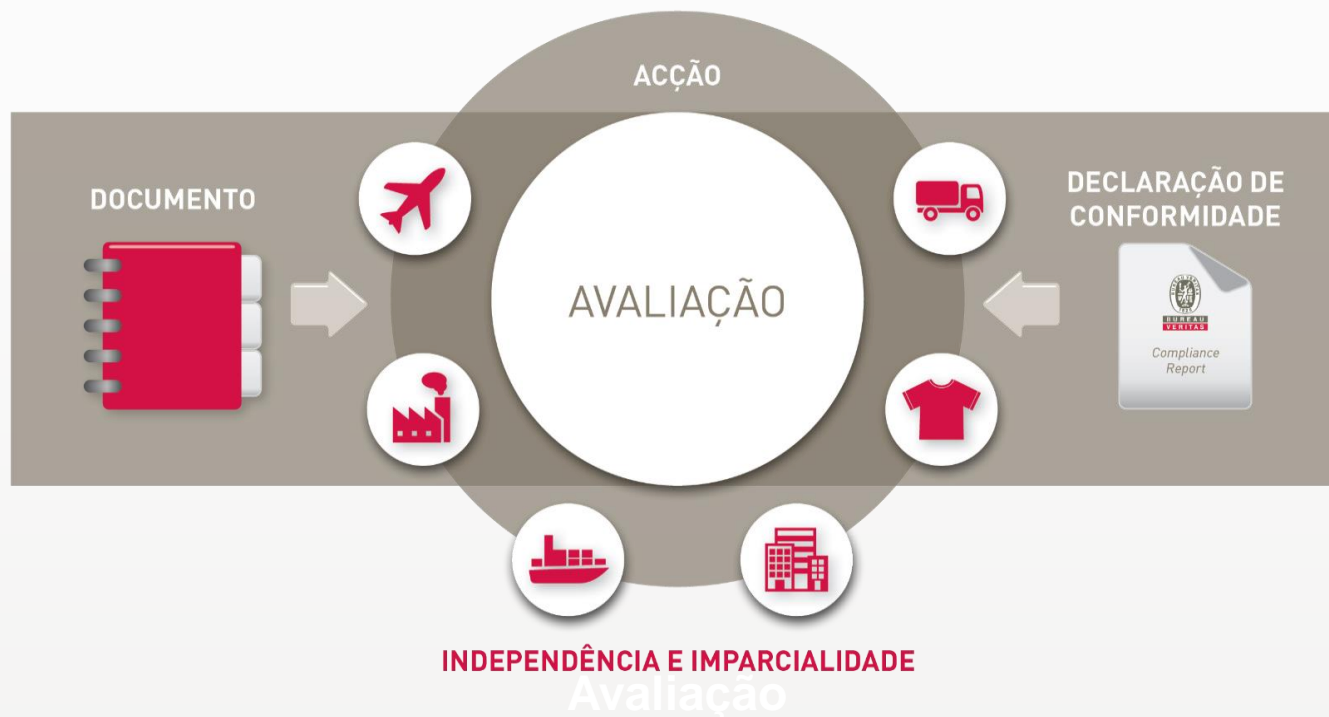 ACÇÃO
DOCUMENTO
DECLARAÇÃO DE
CONFORMIDADE
AVALIAÇÃO
BUREAU
VERITAS
Compliance
Report
INDEPENDÊNCIA E IMPARCIALIDADE
Avaliação